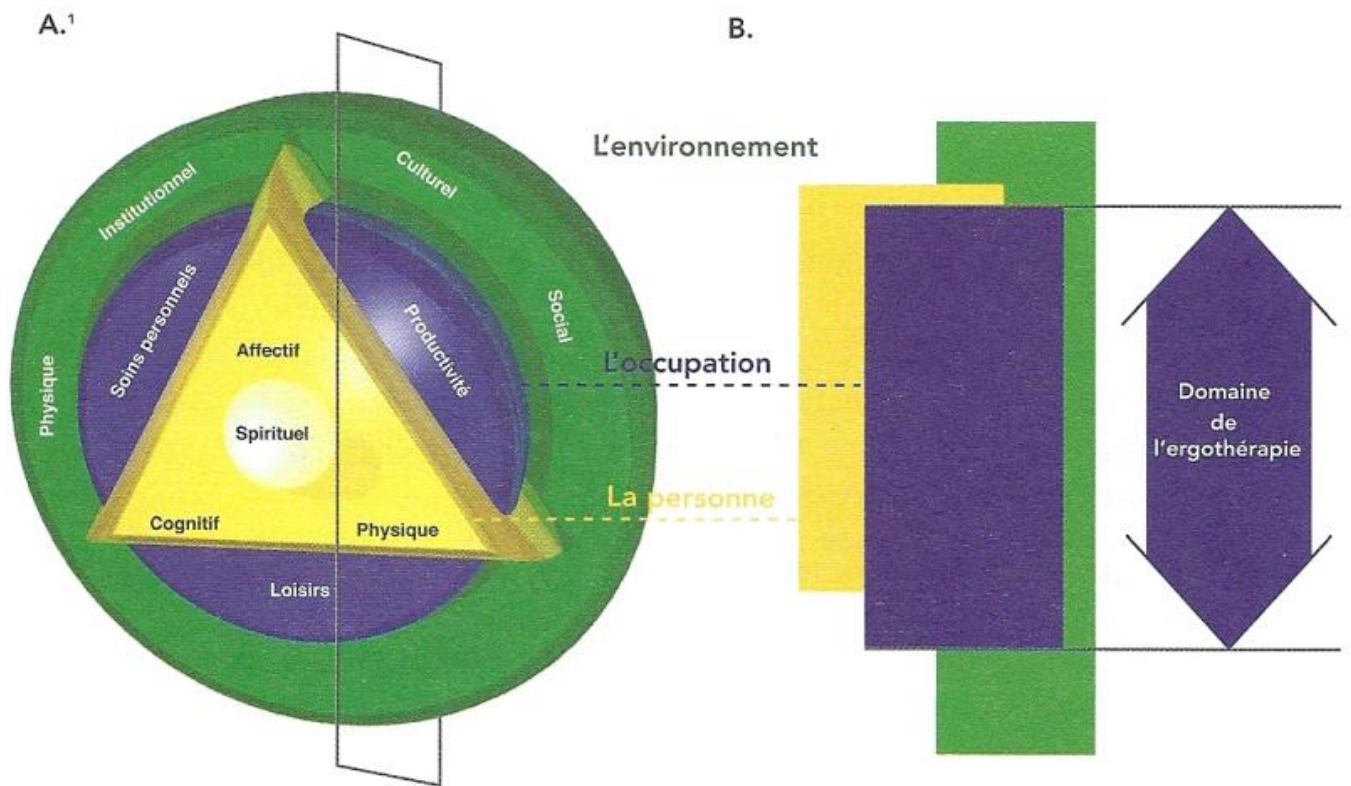 A.¹
B.
L'environnement
Institutionnel
Culturel
Physique
Soins personnels
Productivité
Social
Affectif
Spirituel
Cognitif
Physique
Loisirs
L'occupation
La personne
Domaine
de
l'ergothérapie